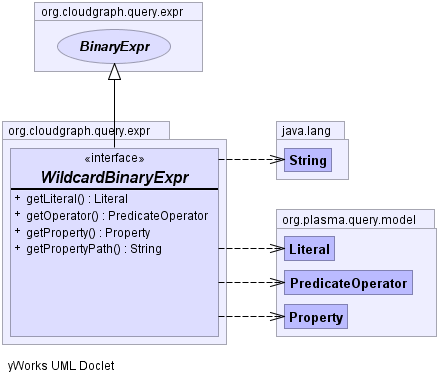 org.cloudgraph.query.expr
BinaryExpr
org.cloudgraph.query.expr
«interface»
WildcardBinaryExpr
+ getLiteral() : Literal
+ getOperator() : PredicateOperator
+ getProperty() : Property
+ getPropertyPath() : String
java.lang
String
org.plasma.query.model
Literal
PredicateOperator
Property
yWorks UML Doclet